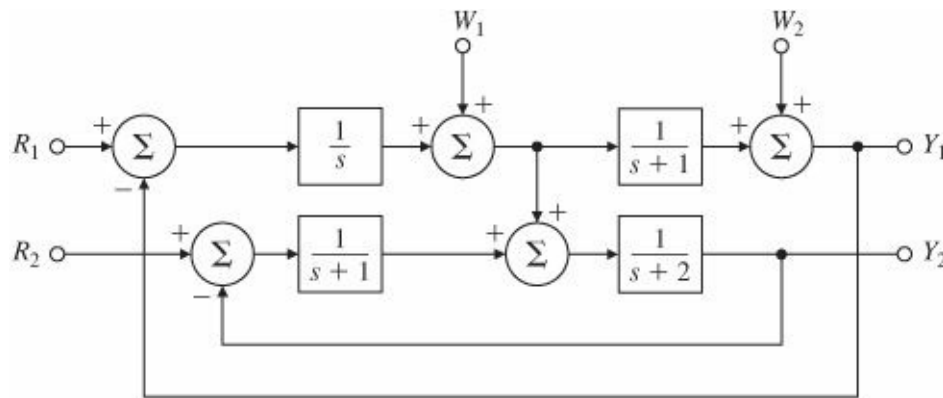 W₁
W₂
+ + + +
R₁ + Σ 1/s + Σ 1/(s + 1) + Σ Y₁
− + +
R₂ + Σ 1/(s + 1) + Σ 1/(s + 2) Y₂
−